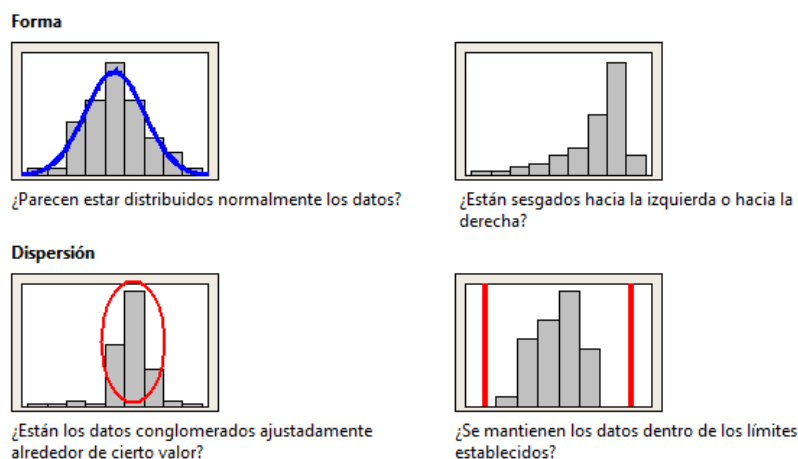 Forma
¿Parecen estar distribuidos normalmente los datos?
¿Están sesgados hacia la izquierda o hacia la
derecha?
Dispersión
¿Están los datos conglomerados ajustadamente
alrededor de cierto valor?
¿Se mantienen los datos dentro de los límites
establecidos?